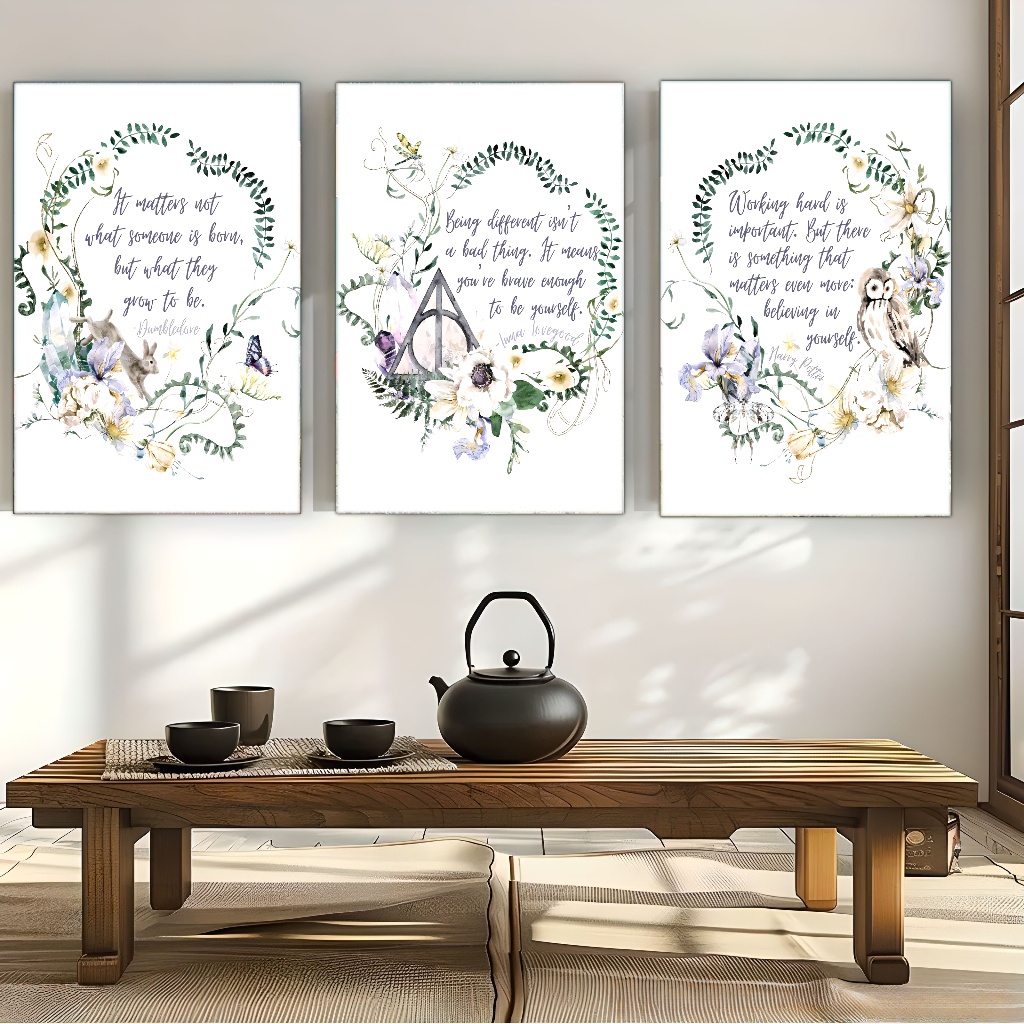 It matters not
what someone is born,
but what they
grow to be.
-Dumbledore
Being different isn't
a bad thing. It means
you've brave enough
to be yourself.
-Luna Lovegood
Working hard is
important. But there
is something that
matters even more:
believing in
yourself.
Harry Potter